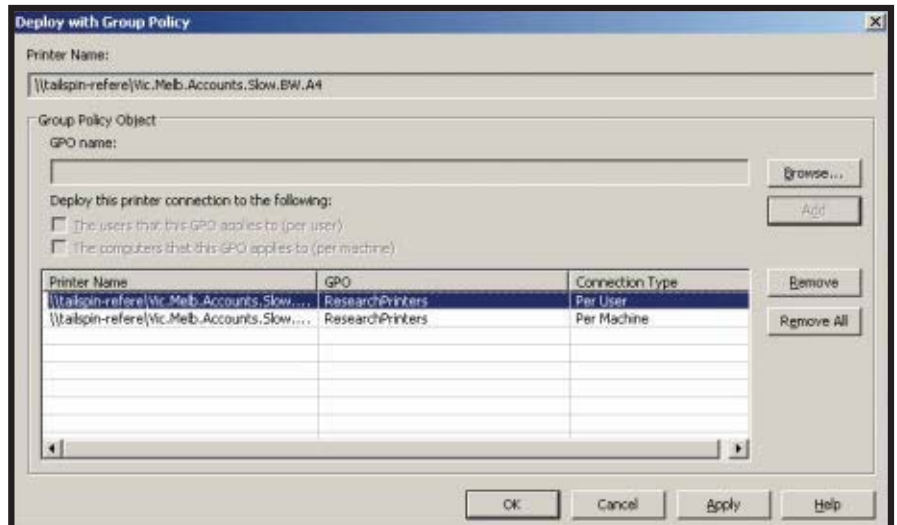 Deploy with Group Policy
Printer Name:
\\tailspin-refere\Vic.Melb.Accounts.Slow.BW.A4
Group Policy Object
GPO name:
Browse...
Deploy this printer connection to the following:
Add
The users that this GPO applies to (per user)
The computers that this GPO applies to (per machine)
Printer Name GPO Connection Type
Remove
\\tailspin-refere\Vic.Melb.Accounts.Slow.... ResearchPrinters Per User
\\tailspin-refere\Vic.Melb.Accounts.Slow.... ResearchPrinters Per Machine
Remove All
OK Cancel Apply Help